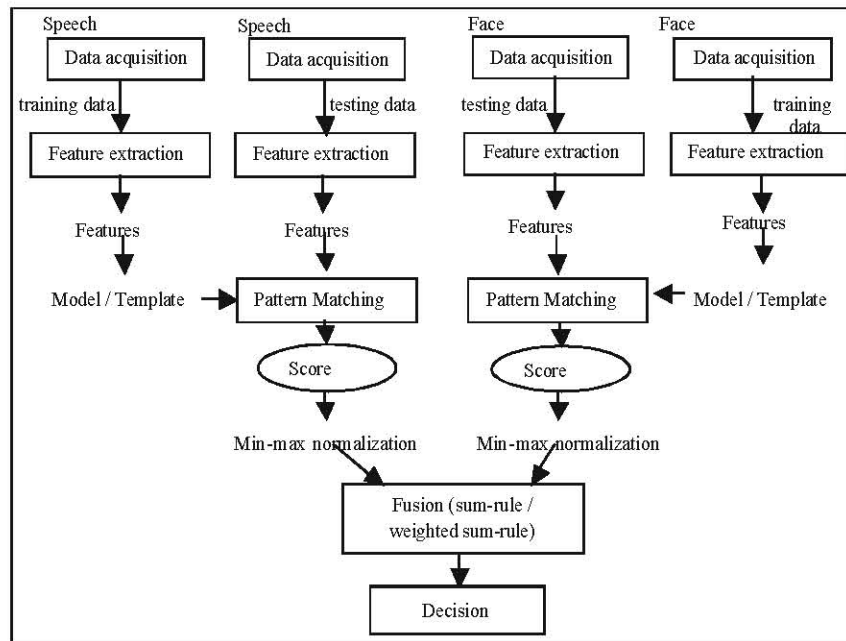 Speech Speech Face Face
Data acquisition Data acquisition Data acquisition Data acquisition
training data testing data testing data training
data
Feature extraction Feature extraction Feature extraction Feature extraction
Features Features Features Features
Model / Template Pattern Matching Pattern Matching Model / Template
Score Score
Min-max normalization Min-max normalization
Fusion (sum-rule /
weighted sum-rule)
Decision